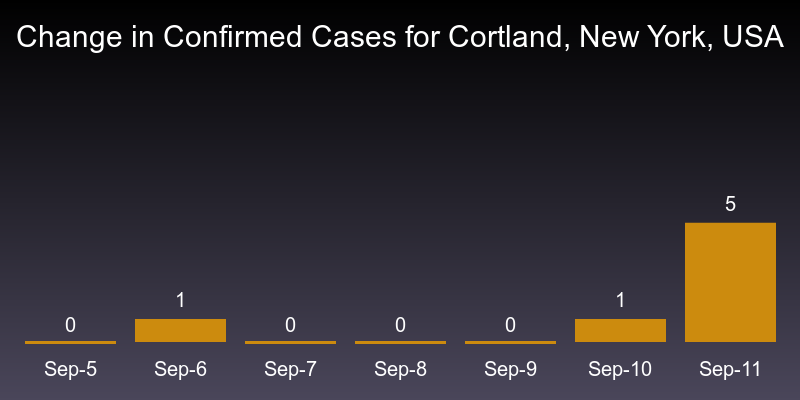 Change in Confirmed Cases for Cortland, New York, USA
0
1
0
0
0
1
5
Sep-5
Sep-6
Sep-7
Sep-8
Sep-9
Sep-10
Sep-11